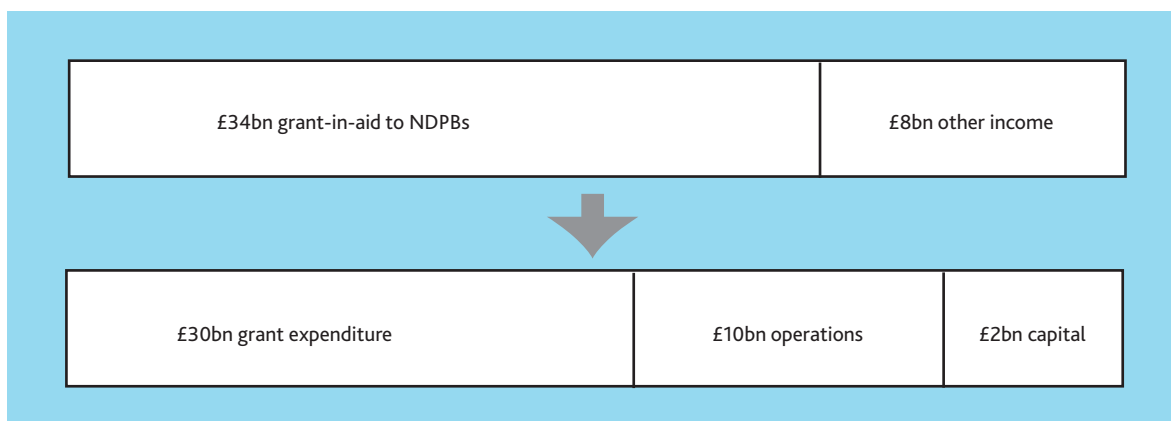 £34bn grant-in-aid to NDPBs
£8bn other income
£30bn grant expenditure
£10bn operations
£2bn capital